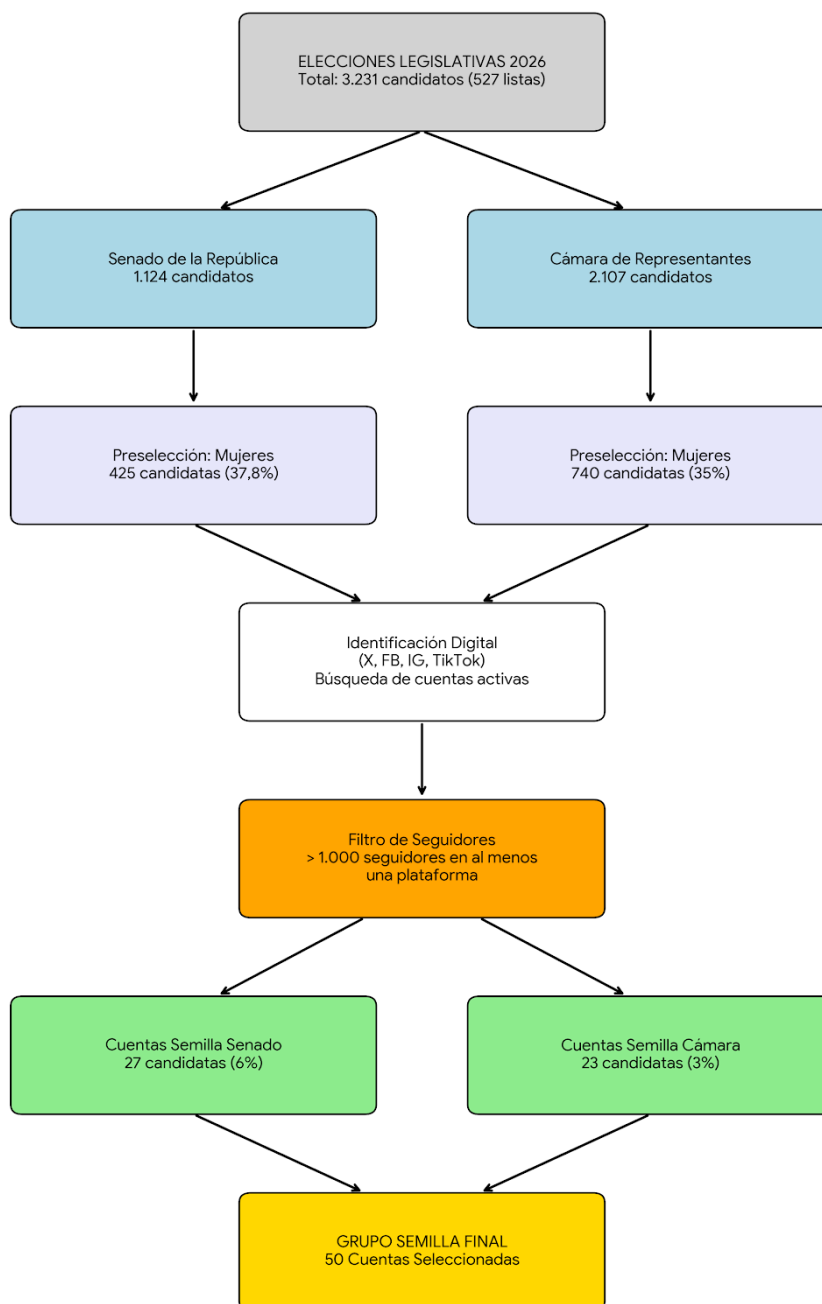 ELECCIONES LEGISLATIVAS 2026
Total: 3.231 candidatos (527 listas)
Senado de la República
1.124 candidatos
Cámara de Representantes
2.107 candidatos
Preselección: Mujeres
425 candidatas (37,8%)
Preselección: Mujeres
740 candidatas (35%)
Identificación Digital
(X, FB, IG, TikTok)
Búsqueda de cuentas activas
Filtro de Seguidores
> 1.000 seguidores en al menos
una plataforma
Cuentas Semilla Senado
27 candidatas (6%)
Cuentas Semilla Cámara
23 candidatas (3%)
GRUPO SEMILLA FINAL
50 Cuentas Seleccionadas